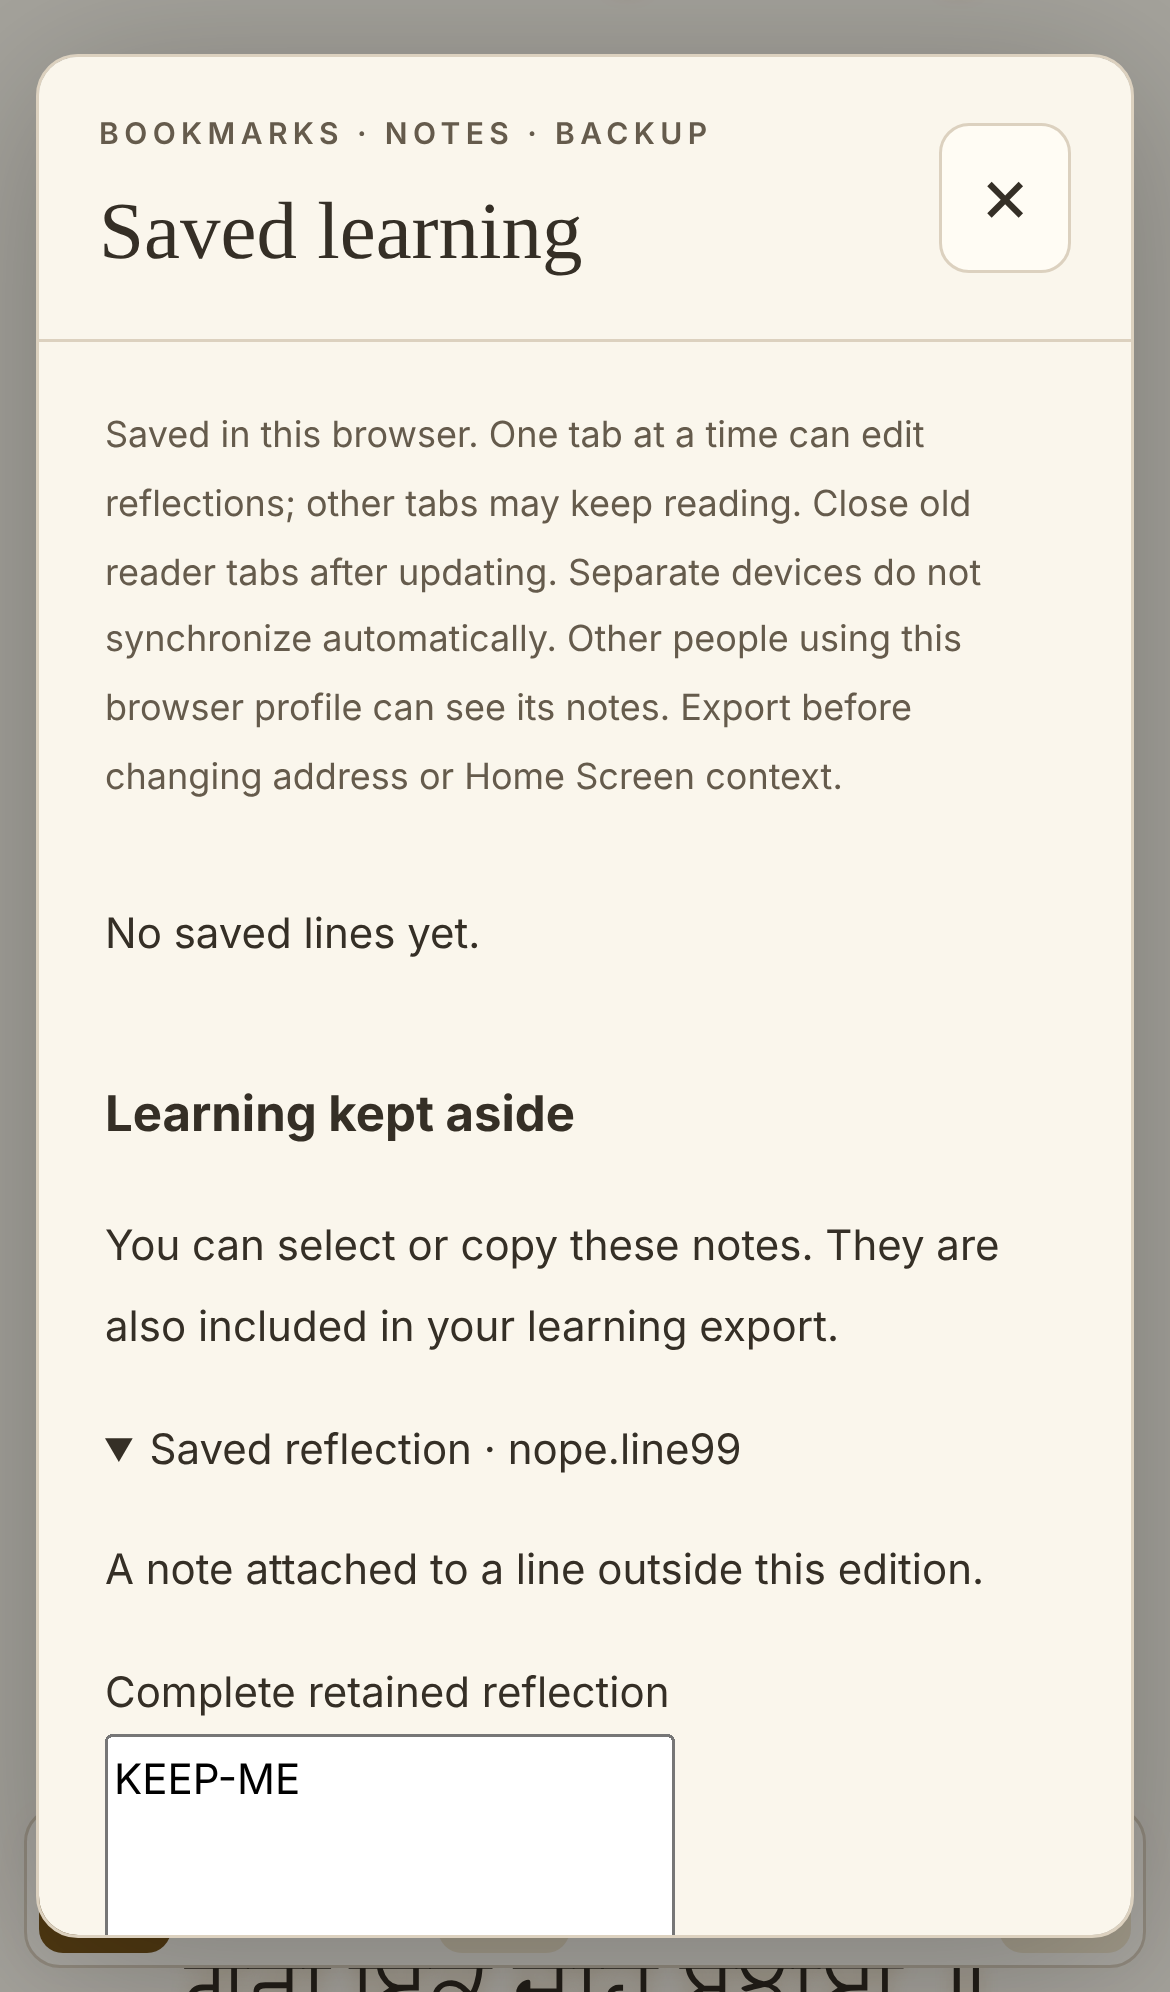 BOOKMARKS · NOTES · BACKUP
Saved learning
✕
Saved in this browser. One tab at a time can edit
reflections; other tabs may keep reading. Close old
reader tabs after updating. Separate devices do not
synchronize automatically. Other people using this
browser profile can see its notes. Export before
changing address or Home Screen context.
No saved lines yet.
Learning kept aside
You can select or copy these notes. They are
also included in your learning export.
▼ Saved reflection · nope.line99
A note attached to a line outside this edition.
Complete retained reflection
KEEP-ME